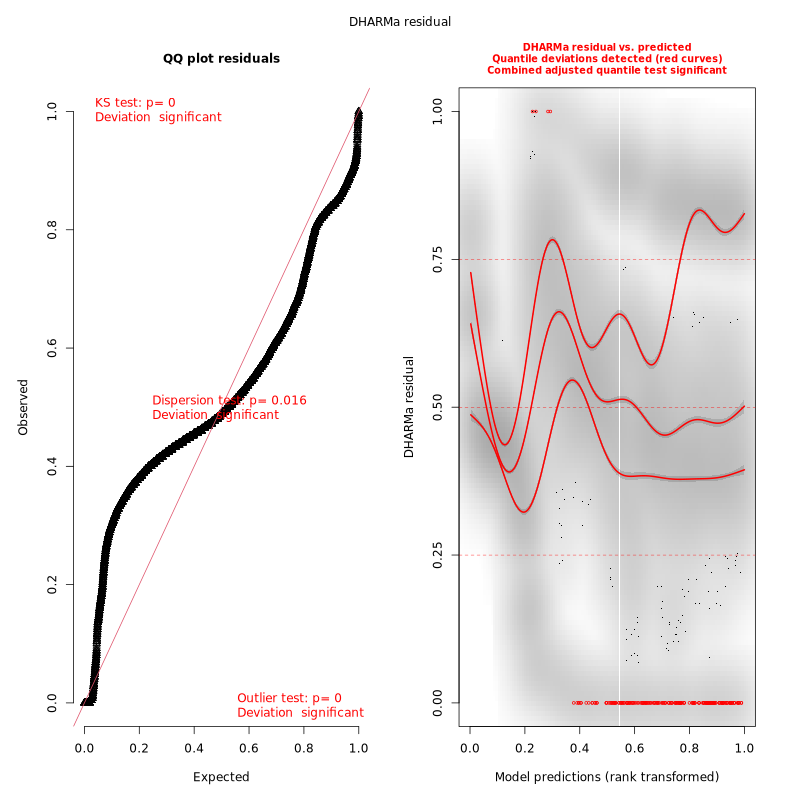 DHARMa residual
QQ plot residuals
KS test: p= 0
Deviation  significant
Dispersion test: p= 0.016
Deviation  significant
Outlier test: p= 0
Deviation  significant
Observed
0.0
0.2
0.4
0.6
0.8
1.0
0.0
0.2
0.4
0.6
0.8
1.0
Expected
DHARMa residual vs. predicted
Quantile deviations detected (red curves)
Combined adjusted quantile test significant
DHARMa residual
0.00
0.25
0.50
0.75
1.00
0.0
0.2
0.4
0.6
0.8
1.0
Model predictions (rank transformed)